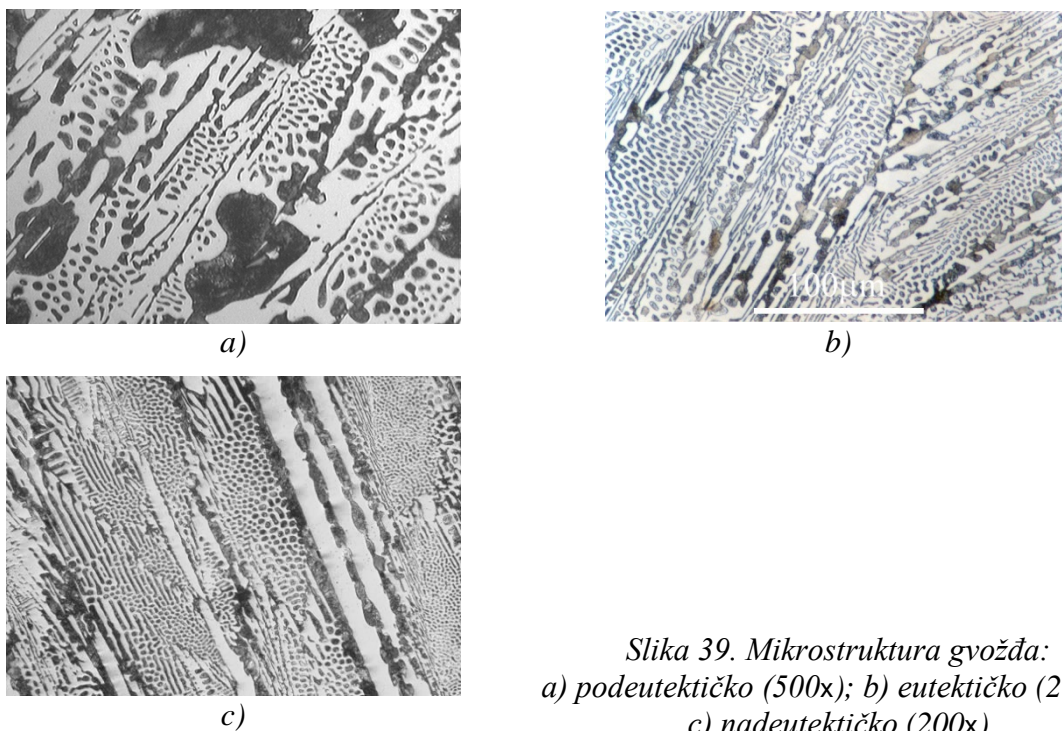 100µm
a)
b)
c)
Slika 39. Mikrostruktura gvožđa:
a) podeutektičko (500x); b) eutektičko (2
c) nadeutektičko (200x)